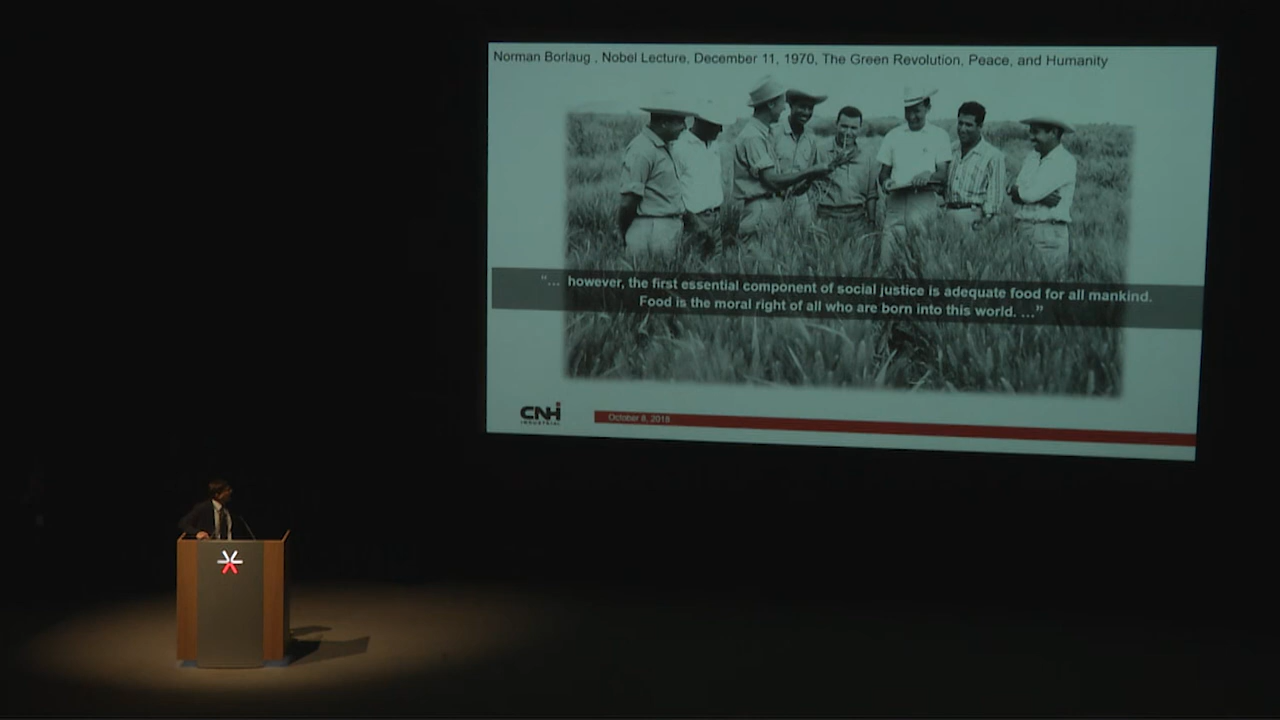 Norman Borlaug , Nobel Lecture, December 11, 1970, The Green Revolution, Peace, and Humanity
"... however, the first essential component of social justice is adequate food for all mankind.
Food is the moral right of all who are born into this world. ..."
CNH
INDUSTRIAL
October 8, 2015